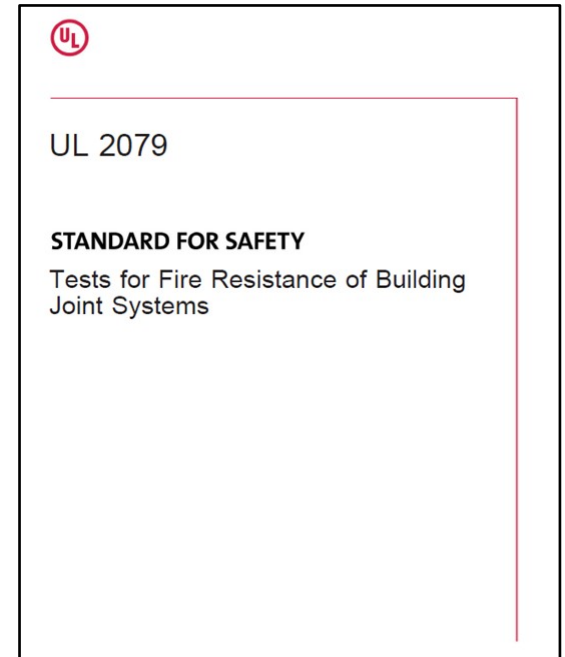 UL
UL 2079
STANDARD FOR SAFETY
Tests for Fire Resistance of Building
Joint Systems